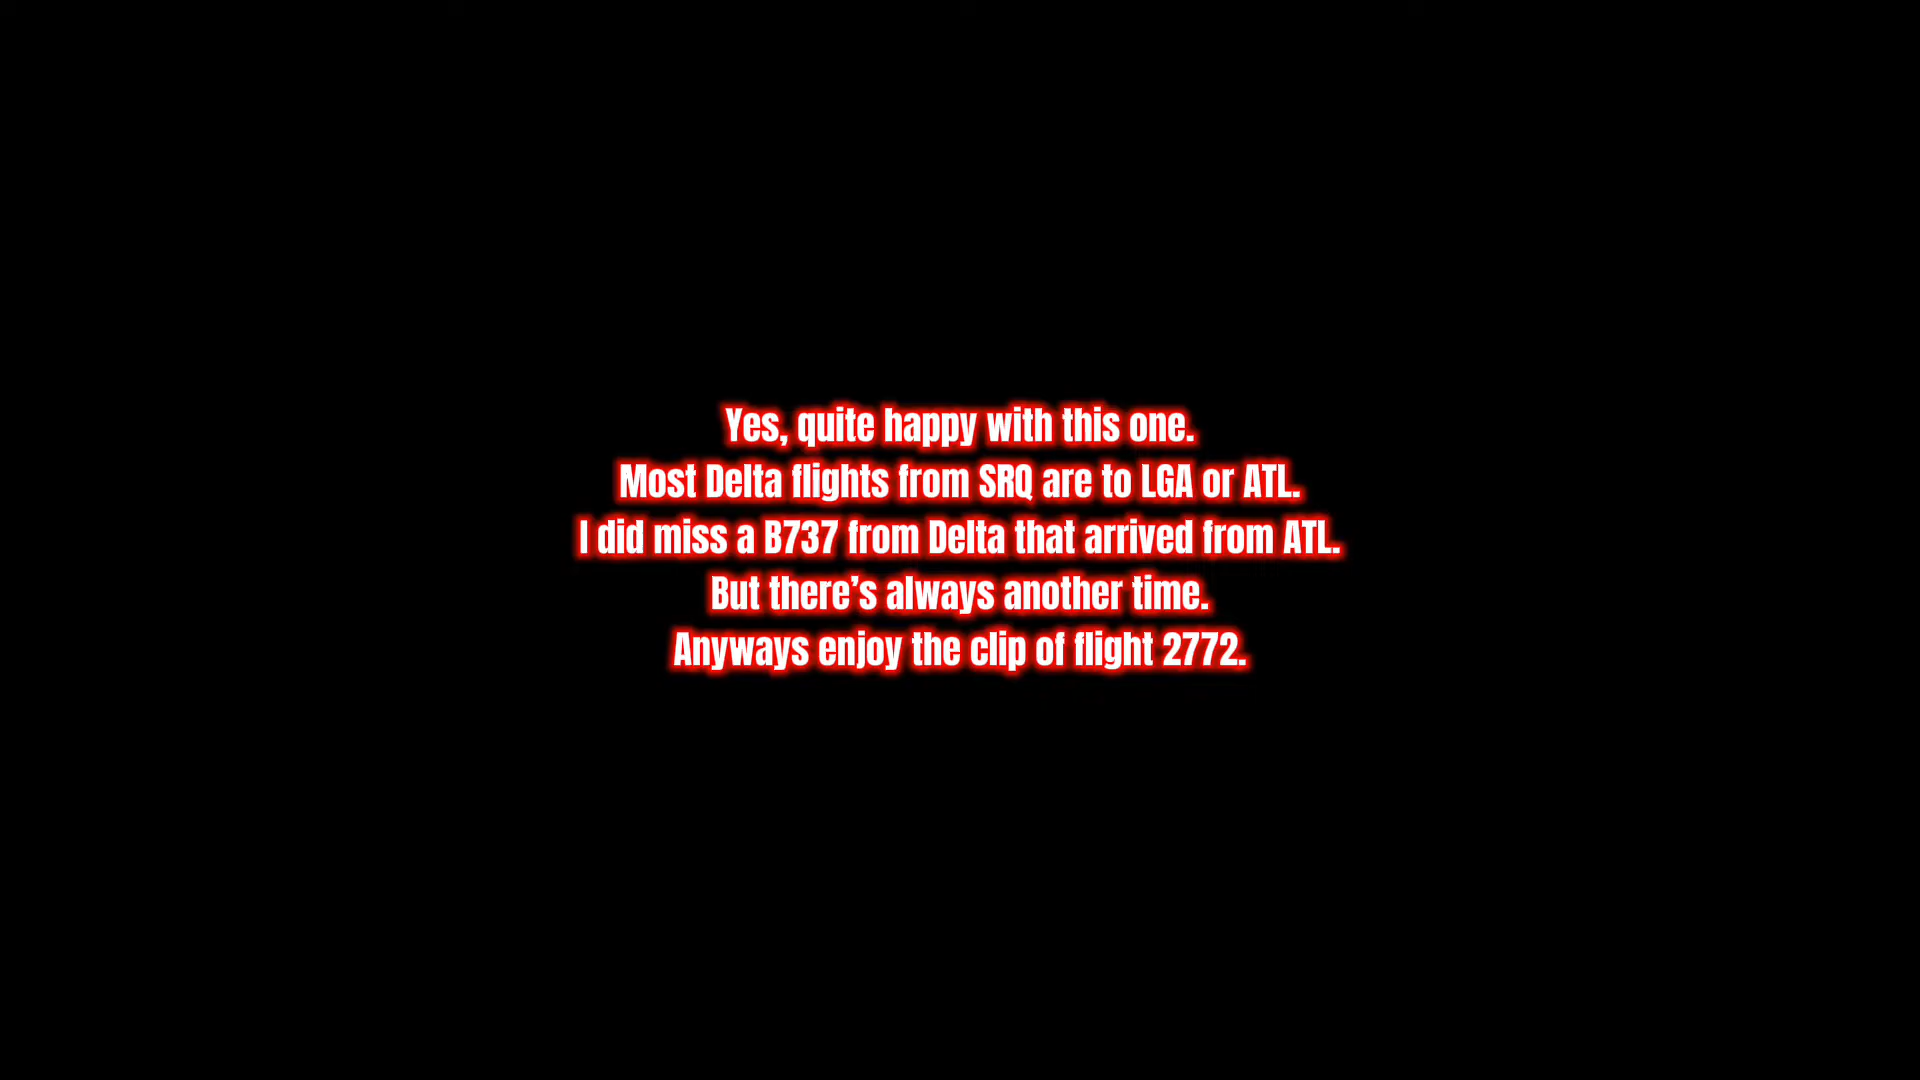 Yes, quite happy with this one.
Most Delta flights from SRQ are to LGA or ATL.
I did miss a B737 from Delta that arrived from ATL.
But there’s always another time.
Anyways enjoy the clip of flight 2772.